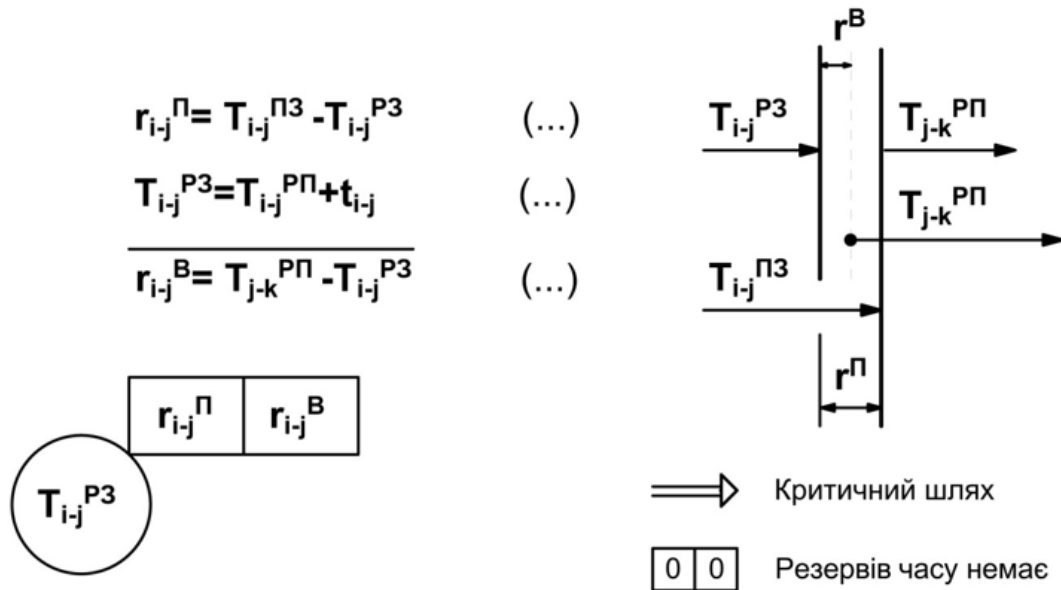 r_{i-j}^П= T_{i-j}^{ПЗ} -T_{i-j}^{РЗ} (...)
T_{i-j}^{РЗ}=T_{i-j}^{РП}+t_{i-j} (...)
r_{i-j}^В= T_{j-k}^{РП} -T_{i-j}^{РЗ} (...)
r_{i-j}^П r_{i-j}^В
T_{i-j}^{РЗ}
r^В
T_{i-j}^{РЗ} T_{j-k}^{РП}
T_{j-k}^{РП}
T_{i-j}^{ПЗ}
r^П
Критичний шлях
0 0 Резервів часу немає